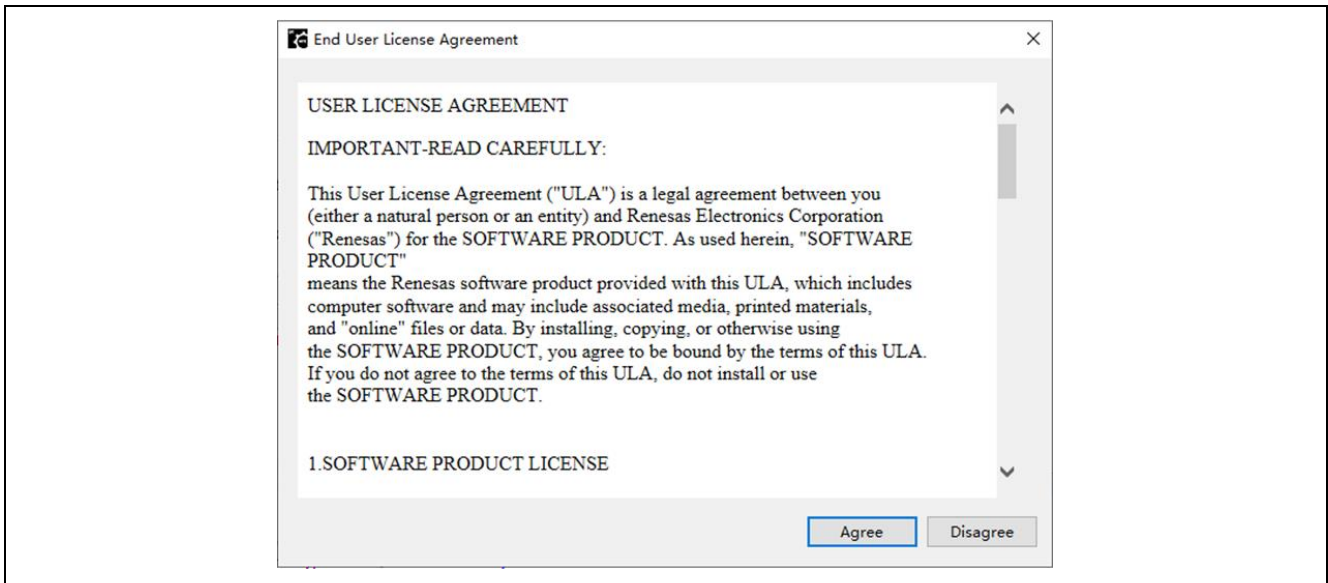 End User License Agreement
USER LICENSE AGREEMENT
IMPORTANT-READ CAREFULLY:
This User License Agreement ("ULA") is a legal agreement between you
(either a natural person or an entity) and Renesas Electronics Corporation
("Renesas") for the SOFTWARE PRODUCT. As used herein, "SOFTWARE
PRODUCT"
means the Renesas software product provided with this ULA, which includes
computer software and may include associated media, printed materials,
and "online" files or data. By installing, copying, or otherwise using
the SOFTWARE PRODUCT, you agree to be bound by the terms of this ULA.
If you do not agree to the terms of this ULA, do not install or use
the SOFTWARE PRODUCT.
1.SOFTWARE PRODUCT LICENSE
Agree Disagree